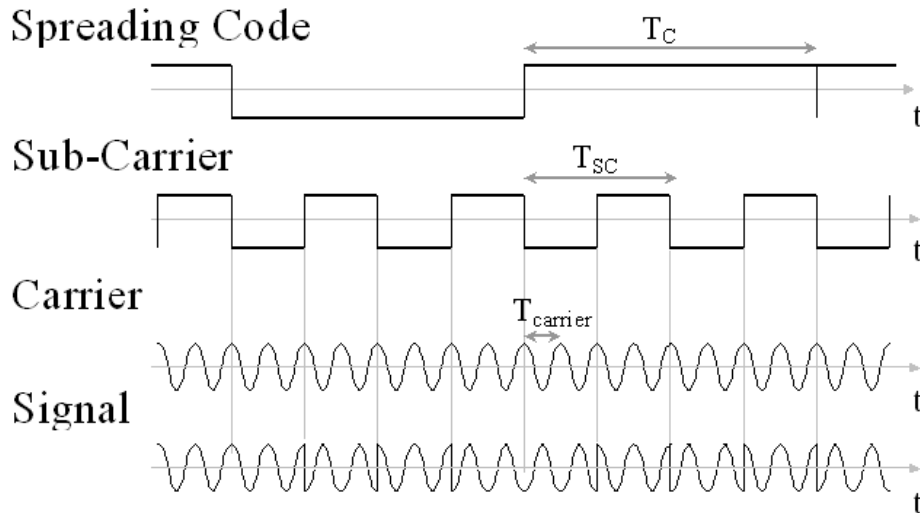 Spreading Code
T_C
t
Sub-Carrier
T_SC
t
Carrier
T_carrier
t
Signal
t